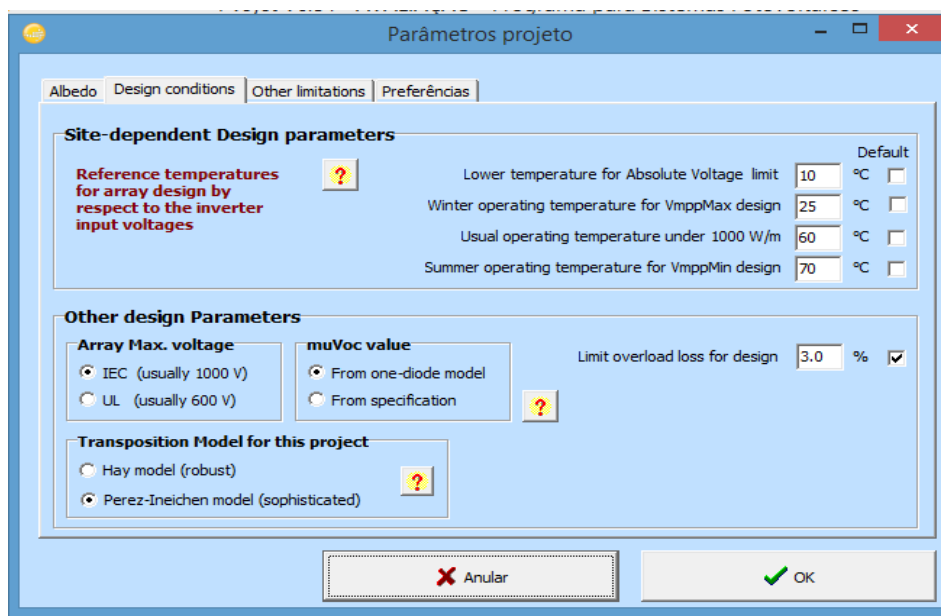 Parâmetros projeto
Albedo Design conditions Other limitations Preferências
Site-dependent Design parameters
Default
Reference temperatures
for array design by
respect to the inverter
input voltages
?
Lower temperature for Absolute Voltage limit 10 ºC
Winter operating temperature for VmppMax design 25 ºC
Usual operating temperature under 1000 W/m 60 ºC
Summer operating temperature for VmppMin design 70 ºC
Other design Parameters
Array Max. voltage
IEC (usually 1000 V)
UL (usually 600 V)
muVoc value
From one-diode model
From specification
?
Limit overload loss for design 3.0 %
Transposition Model for this project
Hay model (robust)
Perez-Ineichen model (sophisticated)
?
Anular
OK